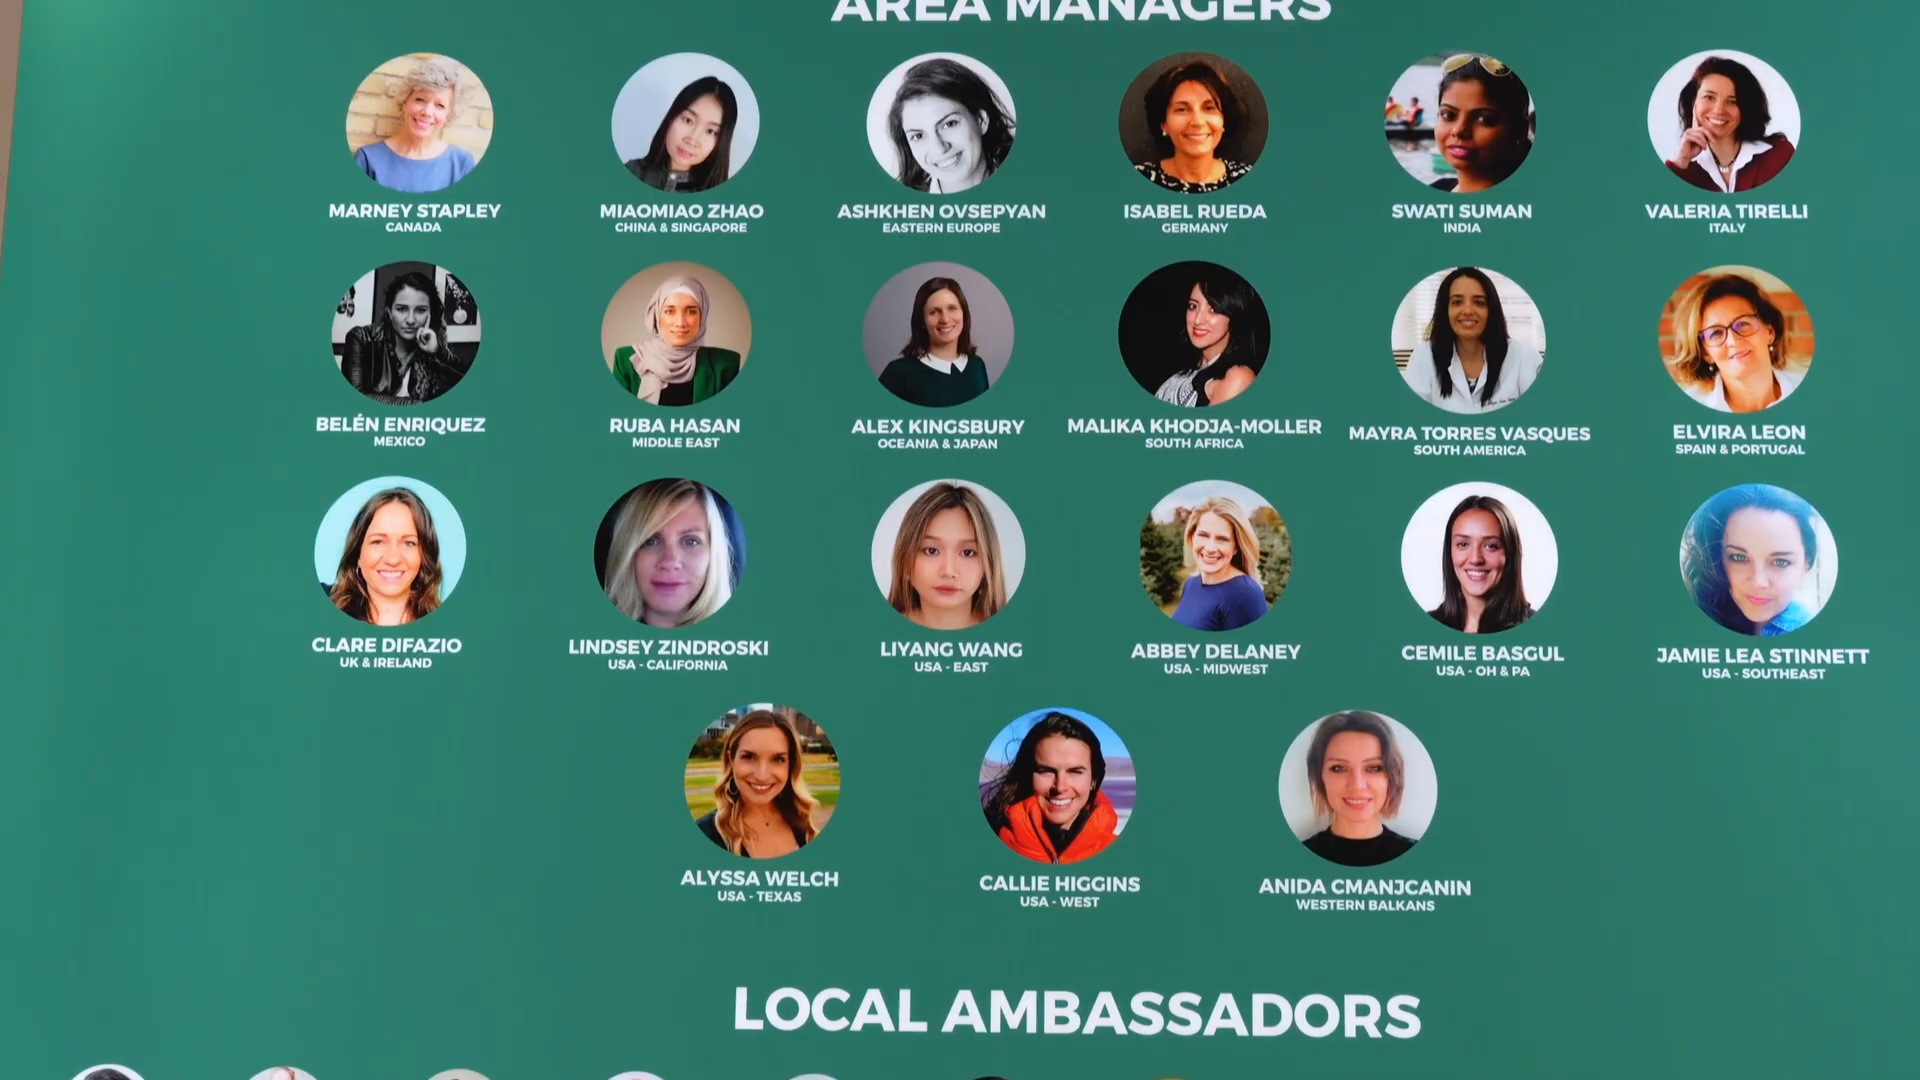 AREA MANAGERS
MARNEY STAPLEY
CANADA
MIAOMIAO ZHAO
CHINA & SINGAPORE
ASHKHEN OVSEPYAN
EASTERN EUROPE
ISABEL RUEDA
GERMANY
SWATI SUMAN
INDIA
VALERIA TIRELLI
ITALY
BELÉN ENRIQUEZ
MEXICO
RUBA HASAN
MIDDLE EAST
ALEX KINGSBURY
OCEANIA & JAPAN
MALIKA KHODJA-MOLLER
SOUTH AFRICA
MAYRA TORRES VASQUES
SOUTH AMERICA
ELVIRA LEON
SPAIN & PORTUGAL
CLARE DIFAZIO
UK & IRELAND
LINDSEY ZINDROSKI
USA - CALIFORNIA
LIYANG WANG
USA - EAST
ABBEY DELANEY
USA - MIDWEST
CEMILE BASGUL
USA - OH & PA
JAMIE LEA STINNETT
USA - SOUTHEAST
ALYSSA WELCH
USA - TEXAS
CALLIE HIGGINS
USA - WEST
ANIDA CMANJCANIN
WESTERN BALKANS
LOCAL AMBASSADORS